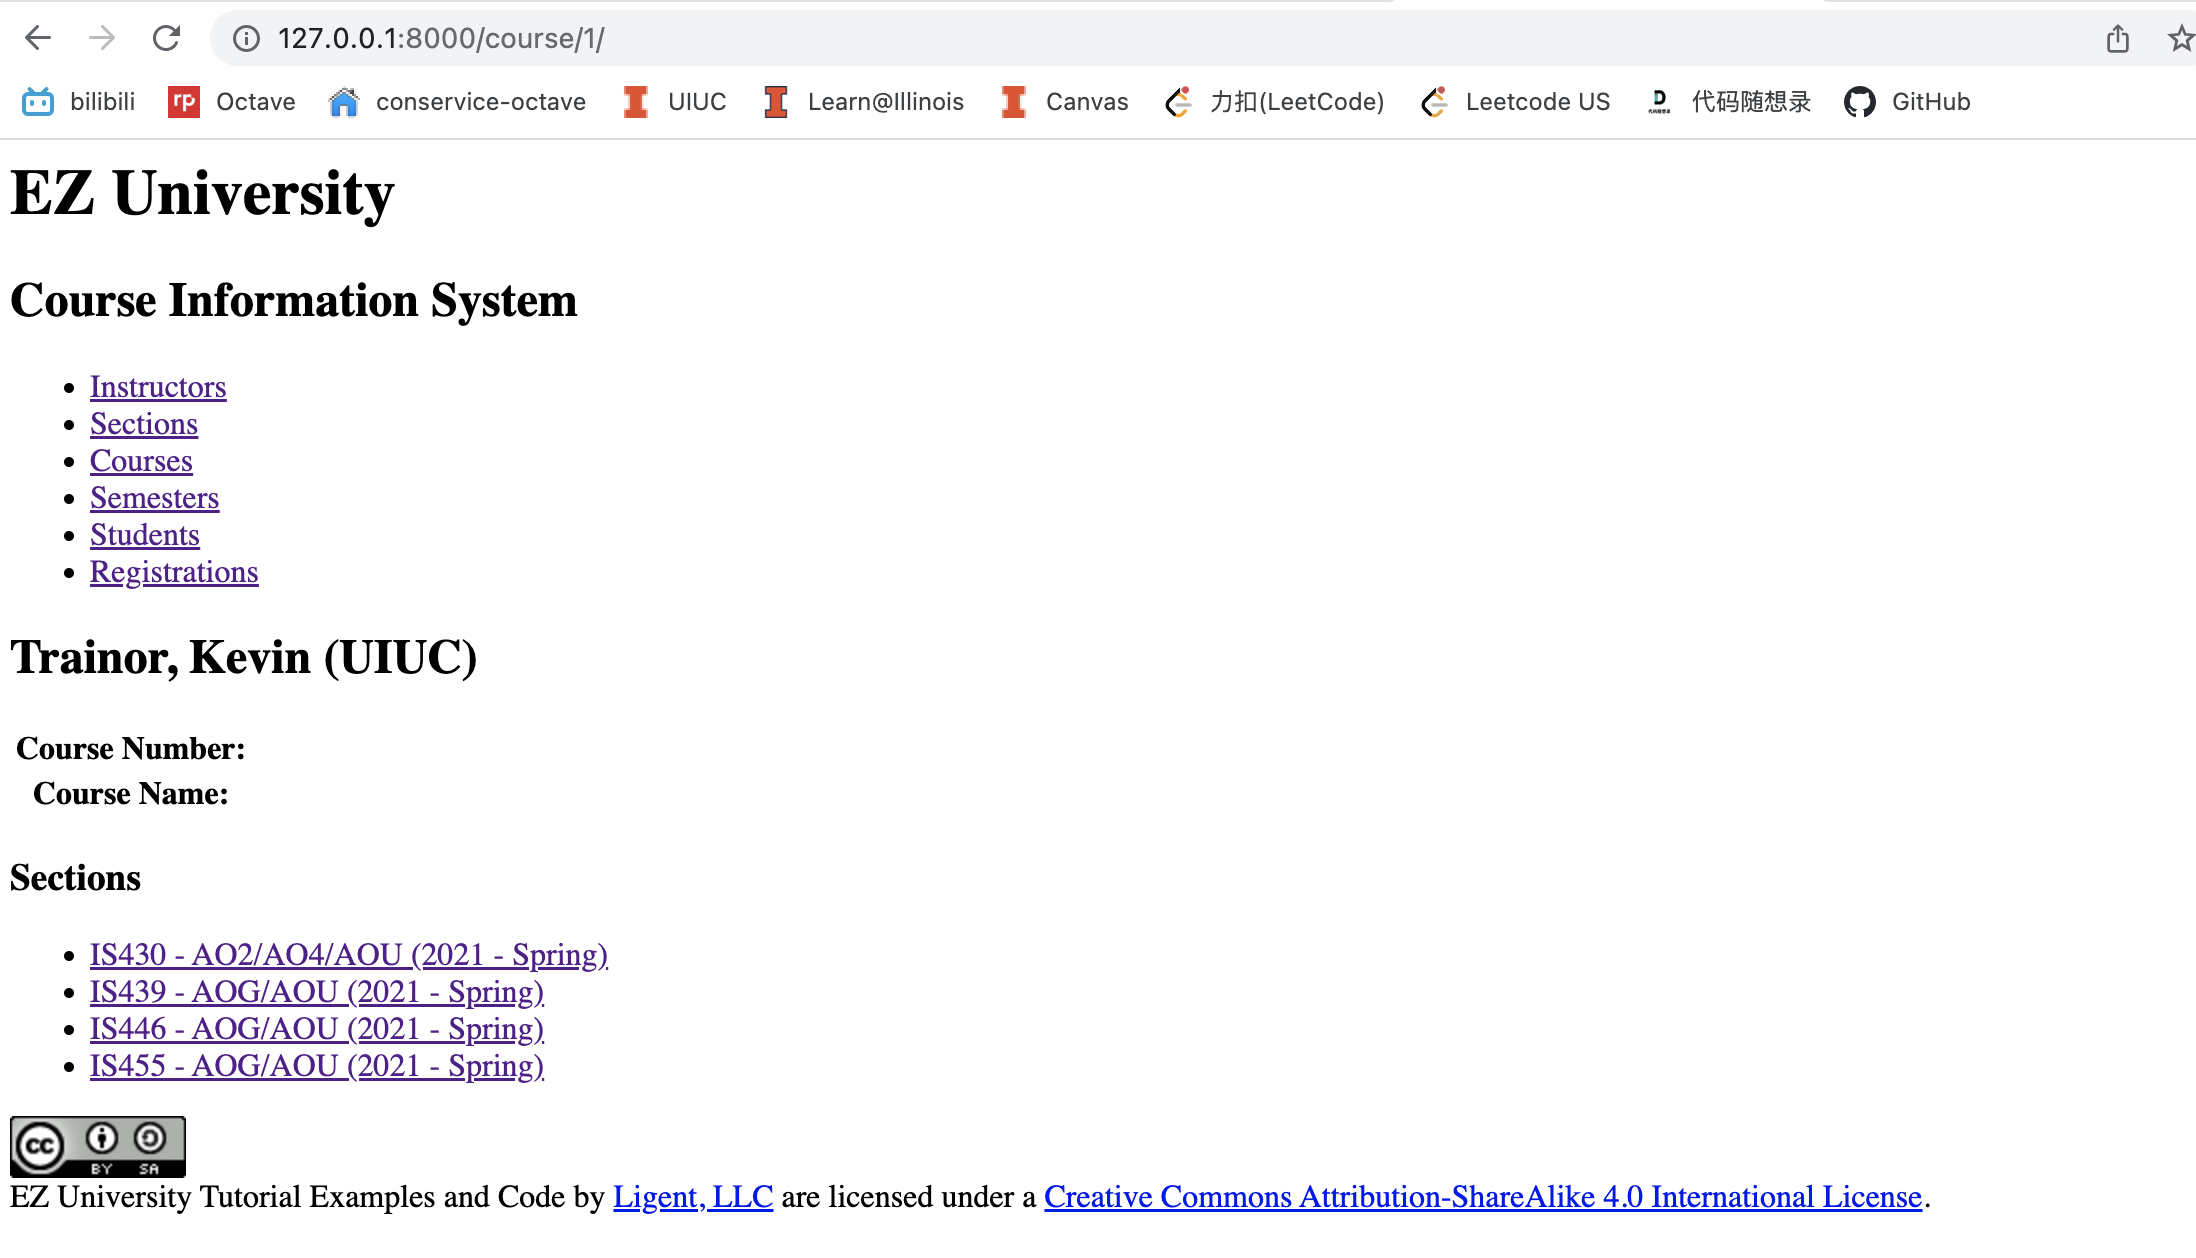 127.0.0.1:8000/course/1/
bilibili rp Octave conservice-octave UIUC Learn@Illinois Canvas 力扣(LeetCode) Leetcode US 代码随想录 GitHub
EZ University
Course Information System
Instructors
Sections
Courses
Semesters
Students
Registrations
Trainor, Kevin (UIUC)
Course Number:
Course Name:
Sections
IS430 - AO2/AO4/AOU (2021 - Spring)
IS439 - AOG/AOU (2021 - Spring)
IS446 - AOG/AOU (2021 - Spring)
IS455 - AOG/AOU (2021 - Spring)
cc BY SA
EZ University Tutorial Examples and Code by Ligent, LLC are licensed under a Creative Commons Attribution-ShareAlike 4.0 International License.